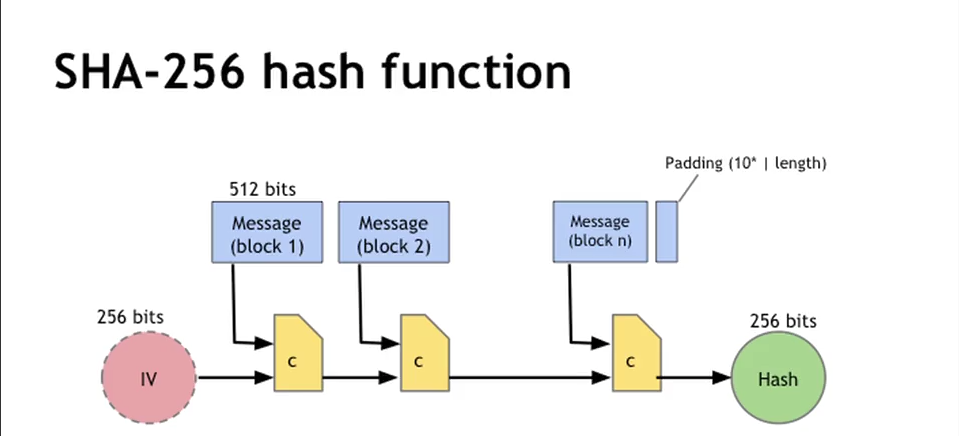 SHA-256 hash function
Padding (10* | length)
512 bits
Message
(block 1)
Message
(block 2)
Message
(block n)
256 bits
256 bits
IV
c
c
c
Hash